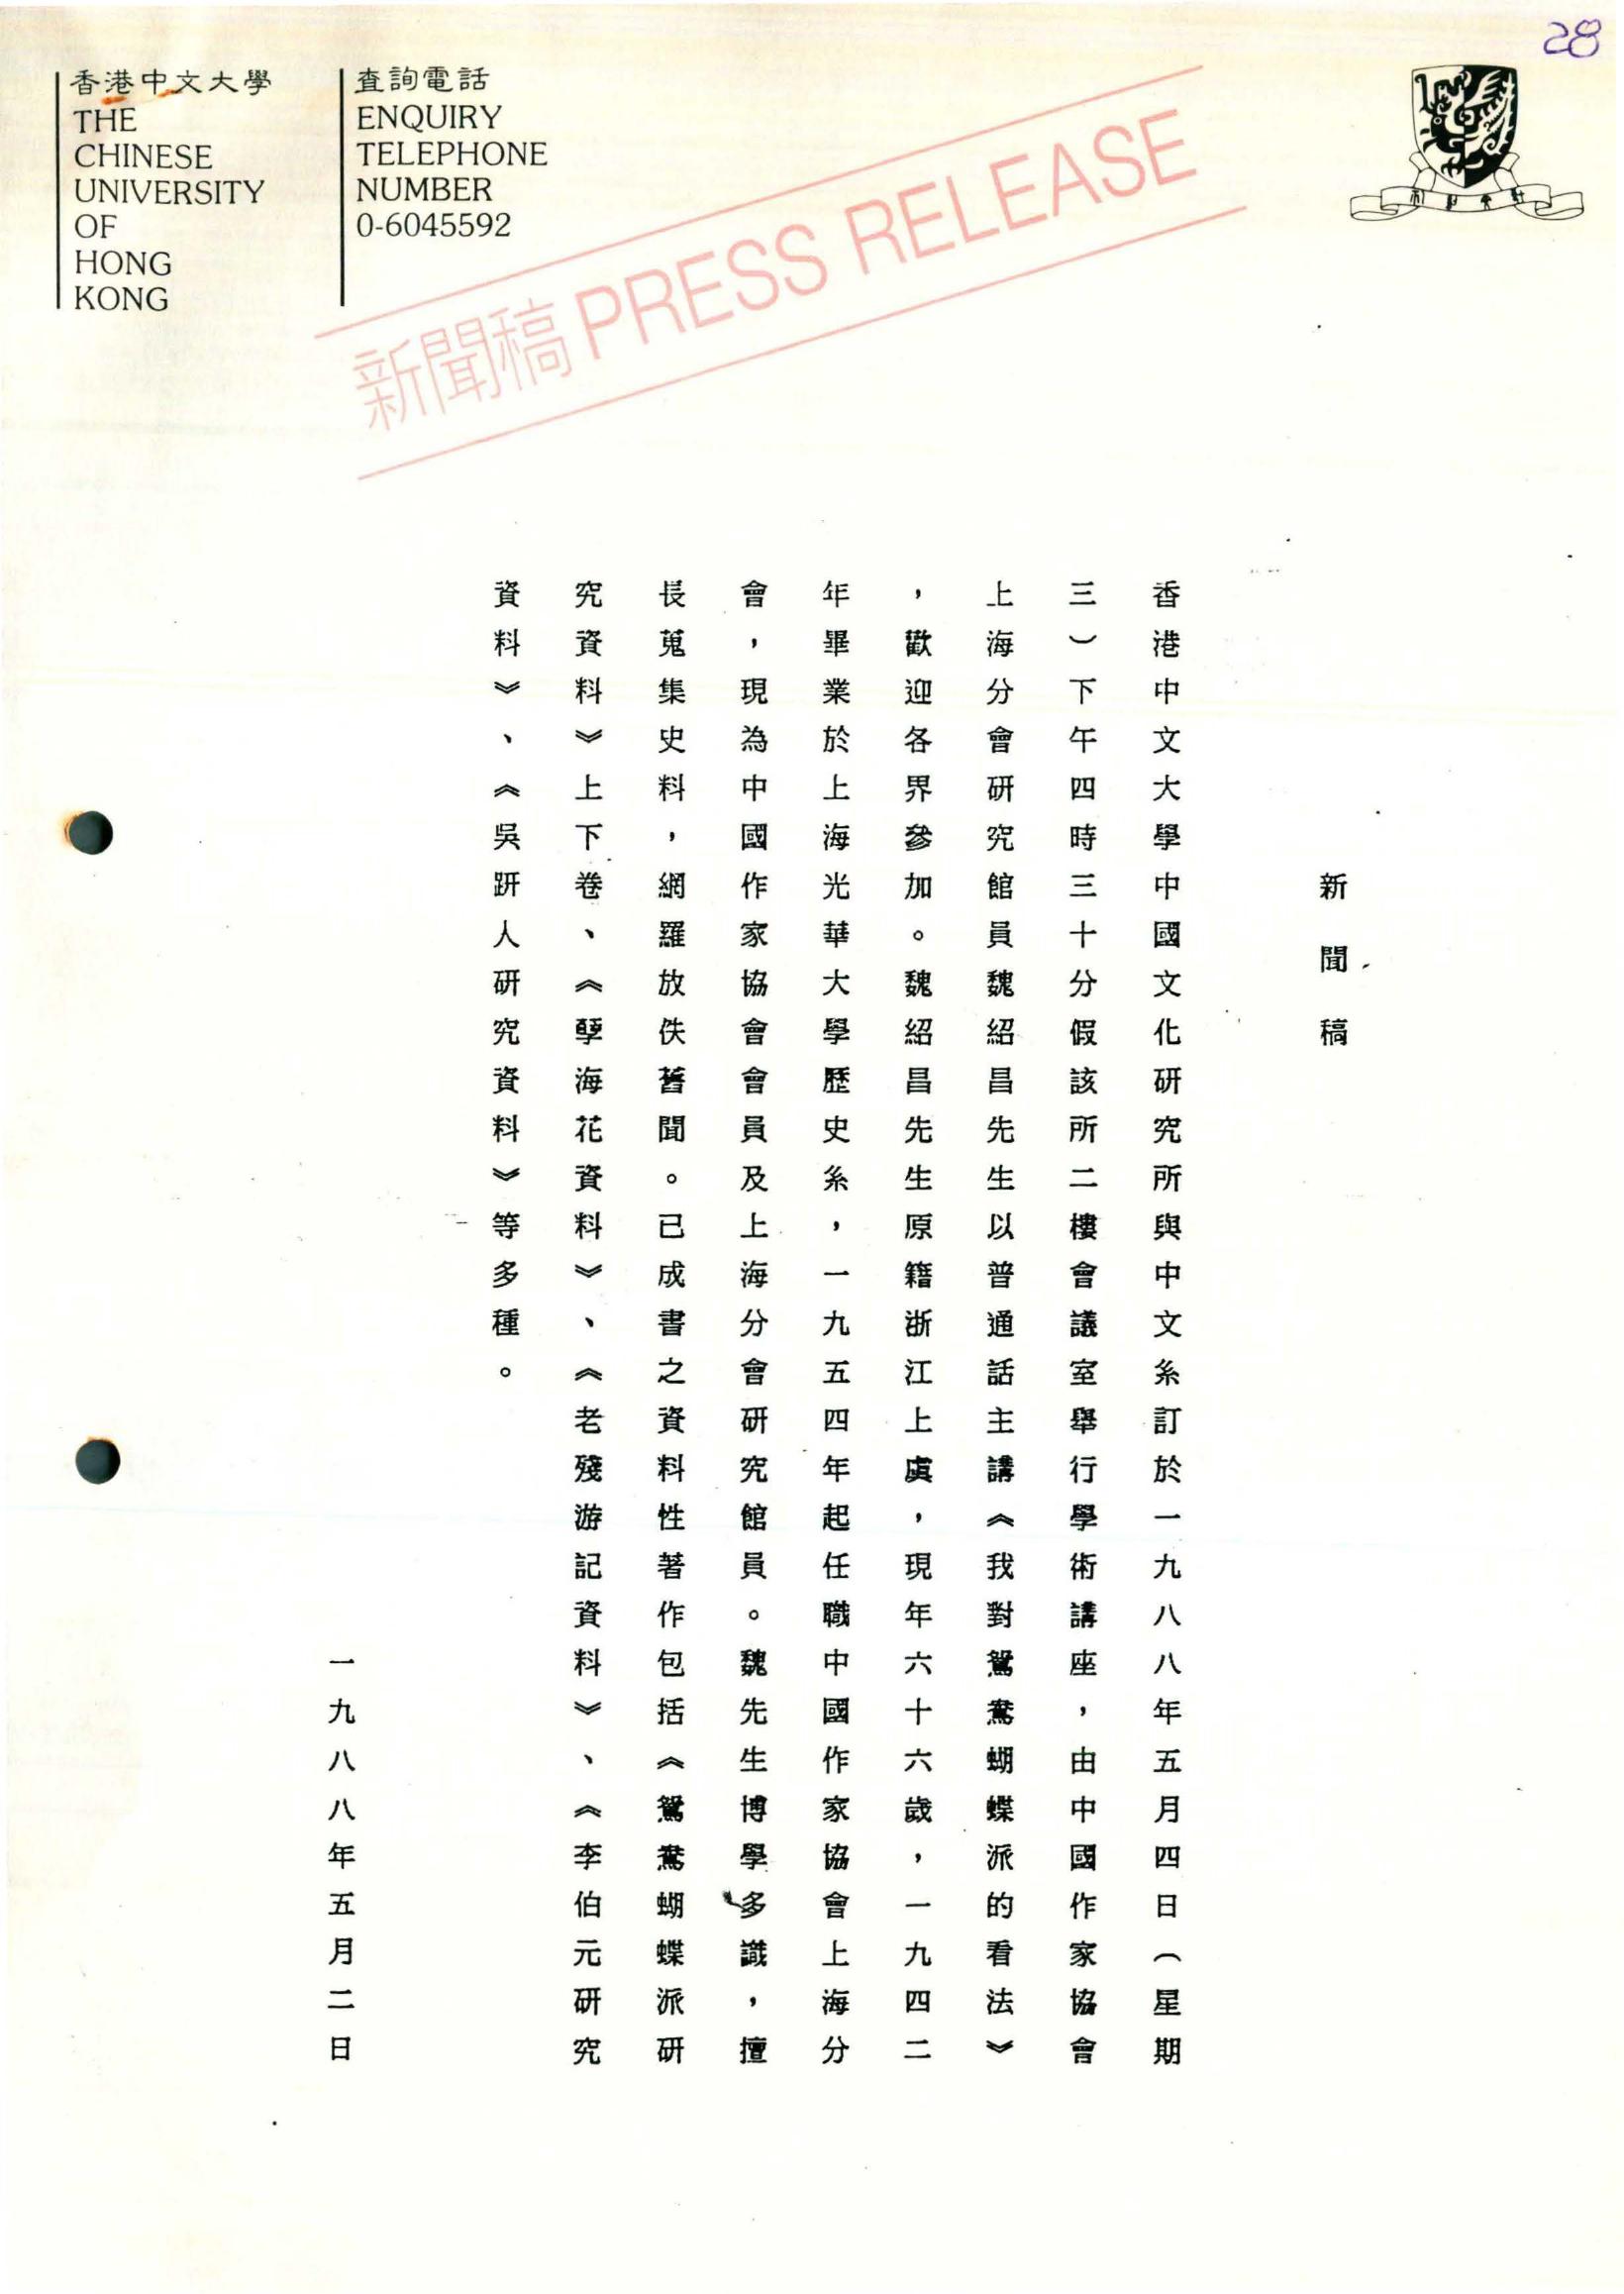 28
香港中文大學
THE
CHINESE
UNIVERSITY
OF
HONG
KONG
查詢電話
ENQUIRY
TELEPHONE
NUMBER
0-6045592
新聞稿 PRESS RELEASE
新聞稿
香港中文大學中國文化研究所與中文系訂於一九八八年五月四日（星期
三）下午四時三十分假該所二樓會議室舉行學術講座，由中國作家協會
上海分會研究館員魏紹昌先生以普通話主講《我對鴛鴦蝴蝶派的看法》
，歡迎各界參加。魏紹昌先生原籍浙江上虞，現年六十六歲，一九四二
年畢業於上海光華大學歷史系，一九五四年起任職中國作家協會上海分
會，現為中國作家協會會員及上海分會研究館員。魏先生博學多識，擅
長蒐集史料，網羅放佚舊聞。已成書之資料性著作包括《鴛鴦蝴蝶派研
究資料》上下卷、《孽海花資料》、《老殘游記資料》、《李伯元研究
資料》、《吳趼人研究資料》等多種。
一九八八年五月二日